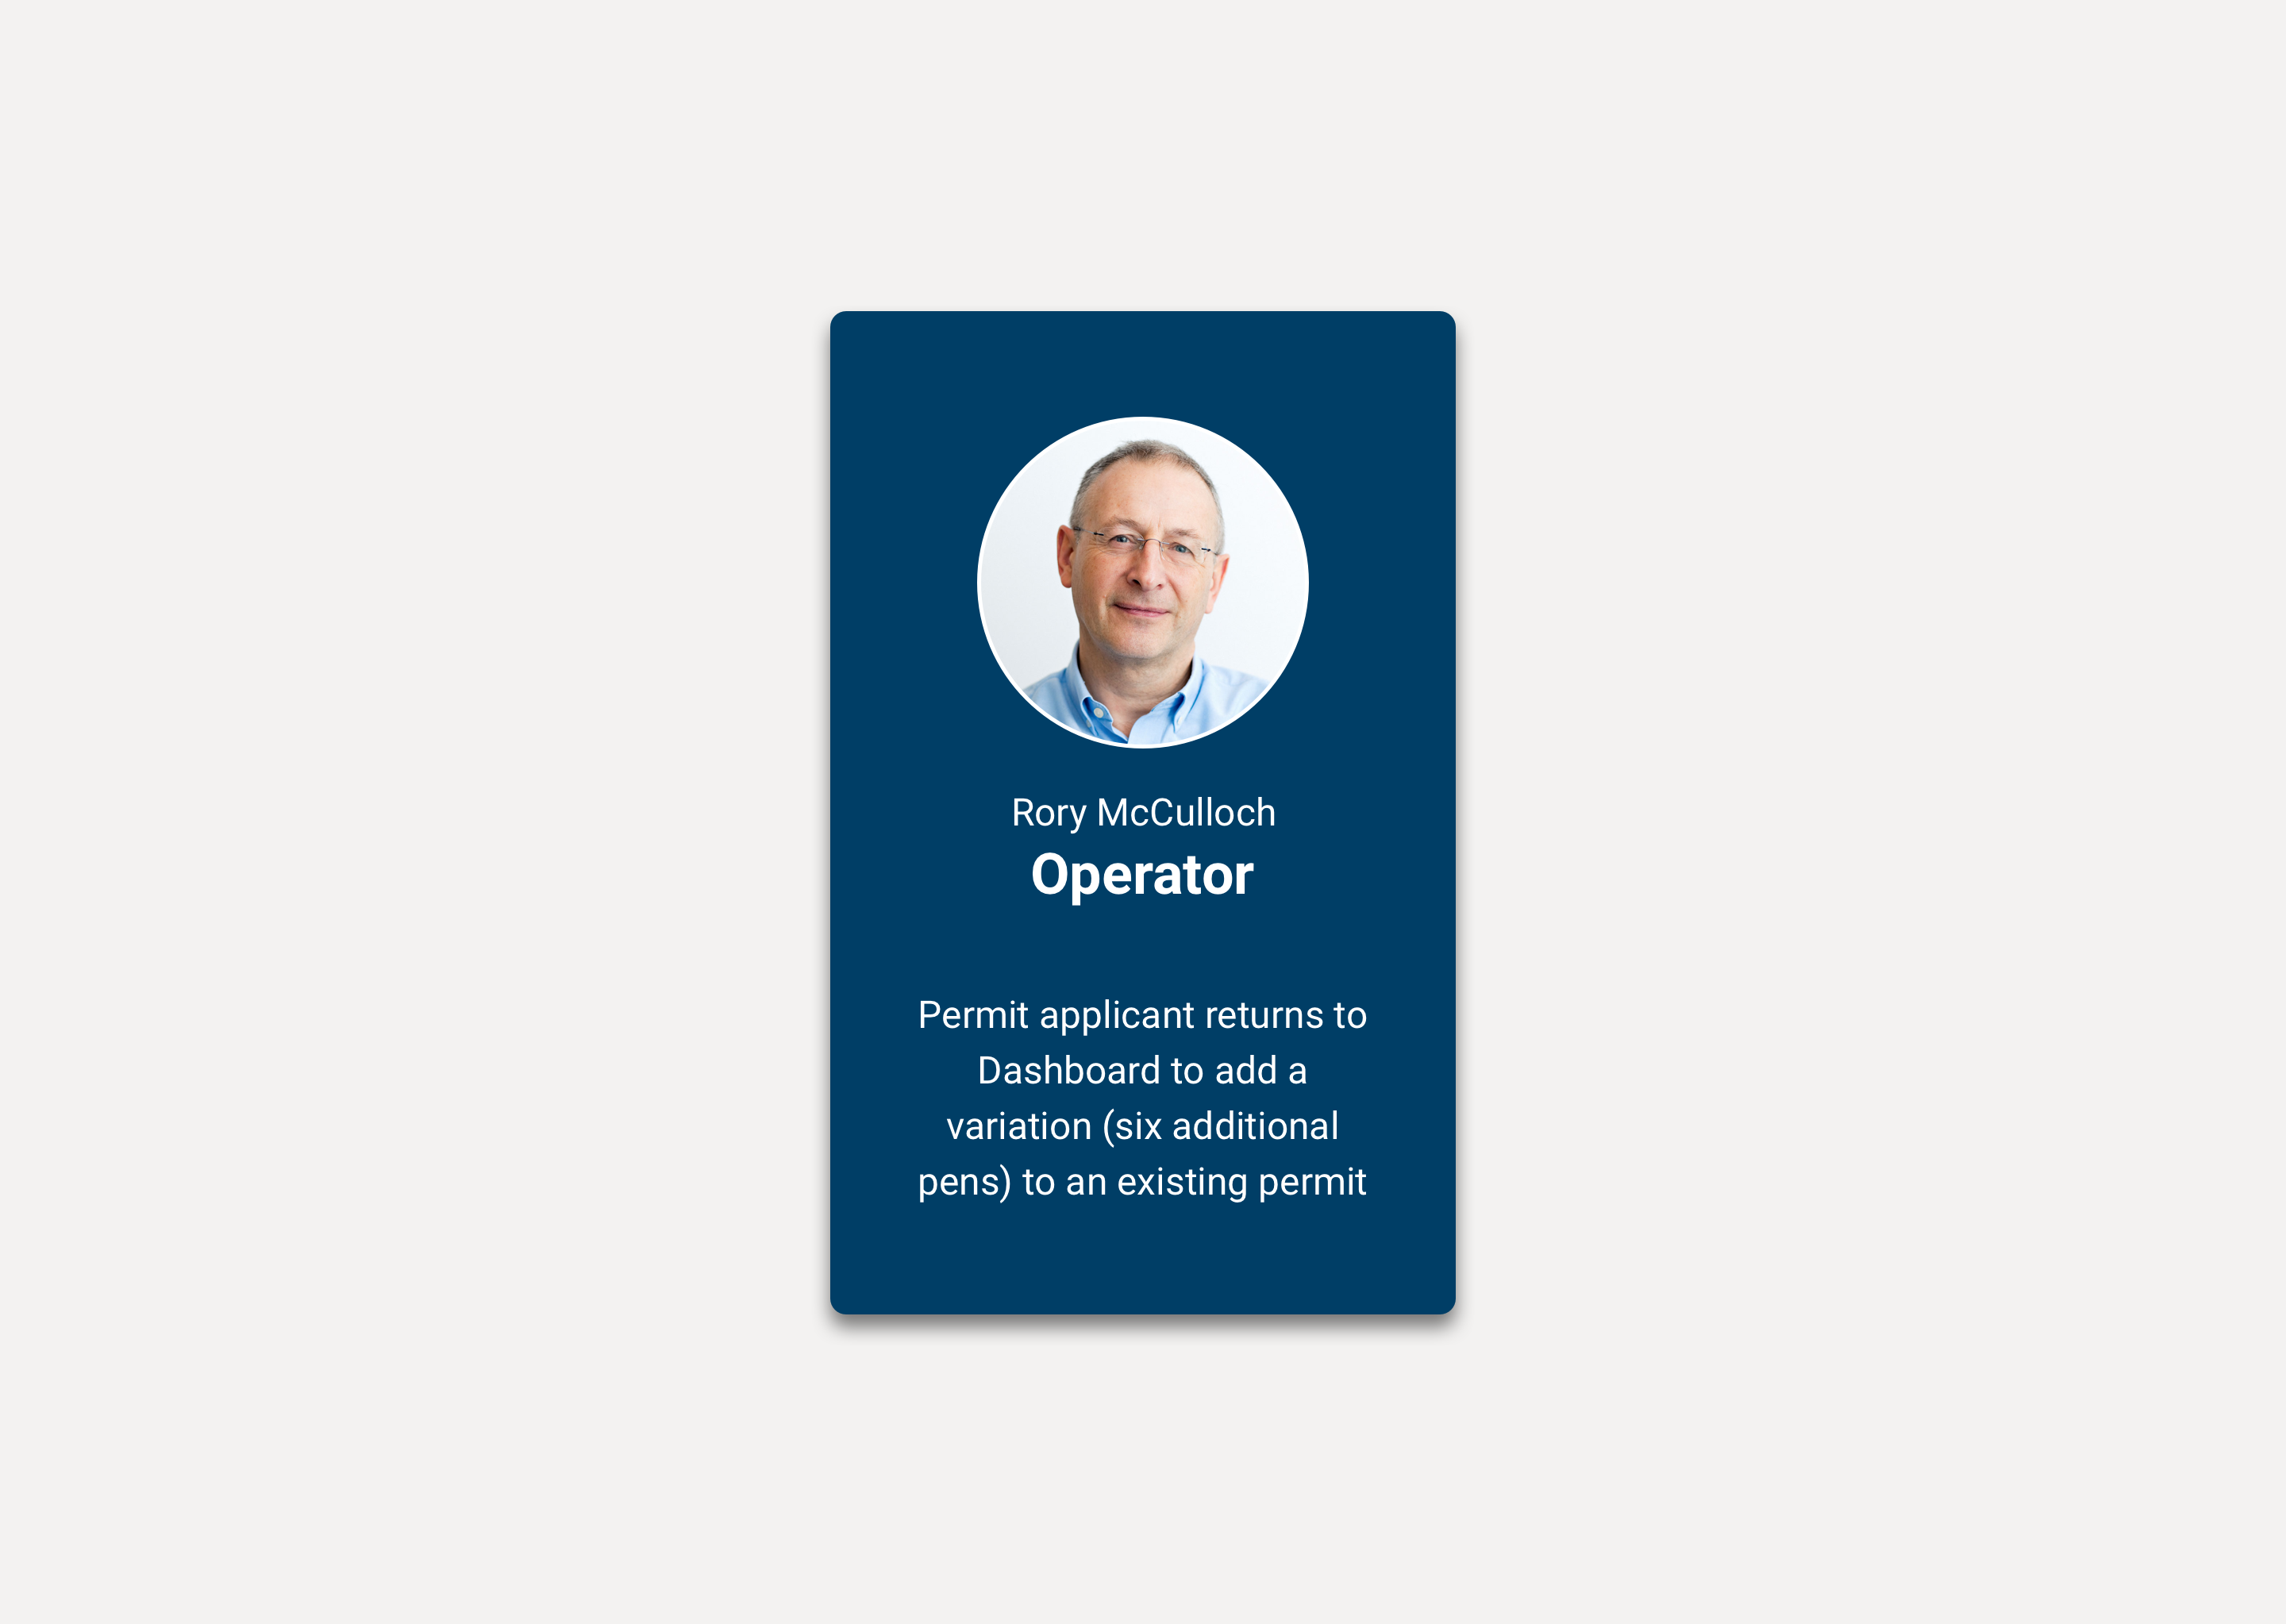 Rory McCulloch
Operator
Permit applicant returns to
Dashboard to add a
variation (six additional
pens) to an existing permit